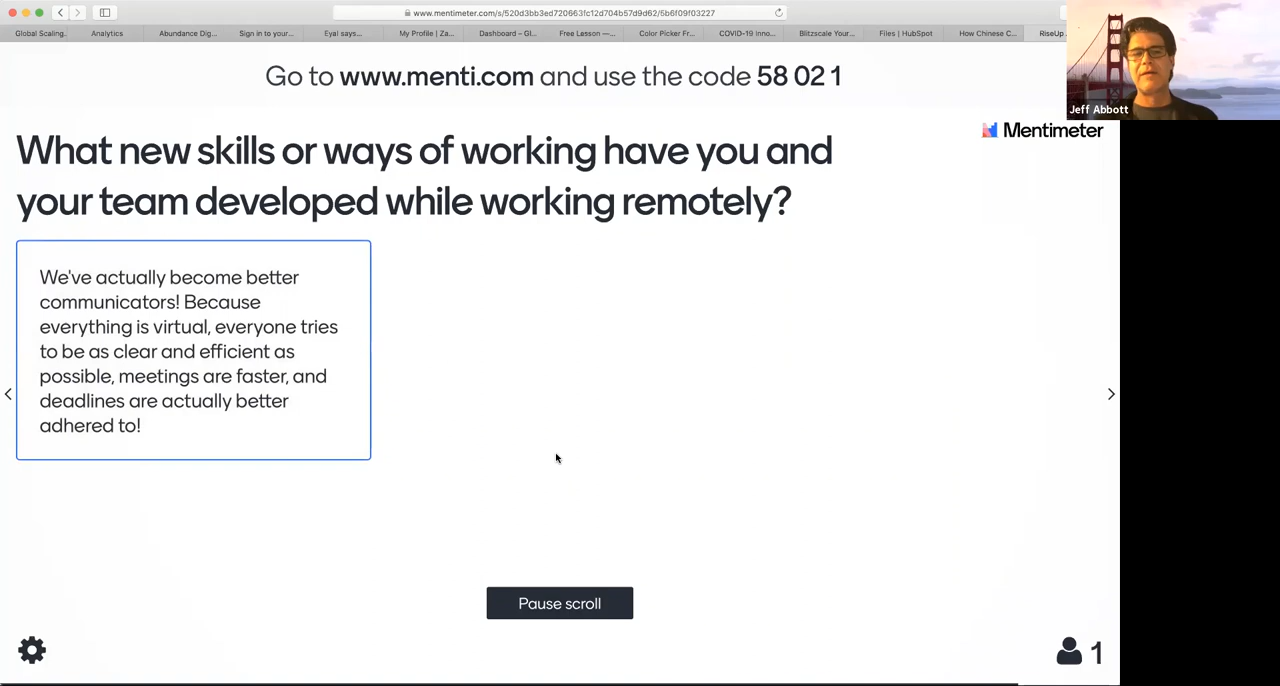 www.mentimeter.com/s/520d3bb3ed720663fc12d704b57d9d62/5b6f09f03227
Global Scaling.. Analytics Abundance Dig... Sign in to your... Eyal says... My Profile | Za... Dashboard – Gl... Free Lesson —... Color Picker Fr... COVID-19 Inno... Blitzscale Your... Files | HubSpot How Chinese C... RiseUp
Jeff Abbott
Go to www.menti.com and use the code 58 02 1
Mentimeter
What new skills or ways of working have you and
your team developed while working remotely?
We've actually become better
communicators! Because
everything is virtual, everyone tries
to be as clear and efficient as
possible, meetings are faster, and
deadlines are actually better
adhered to!
Pause scroll
1